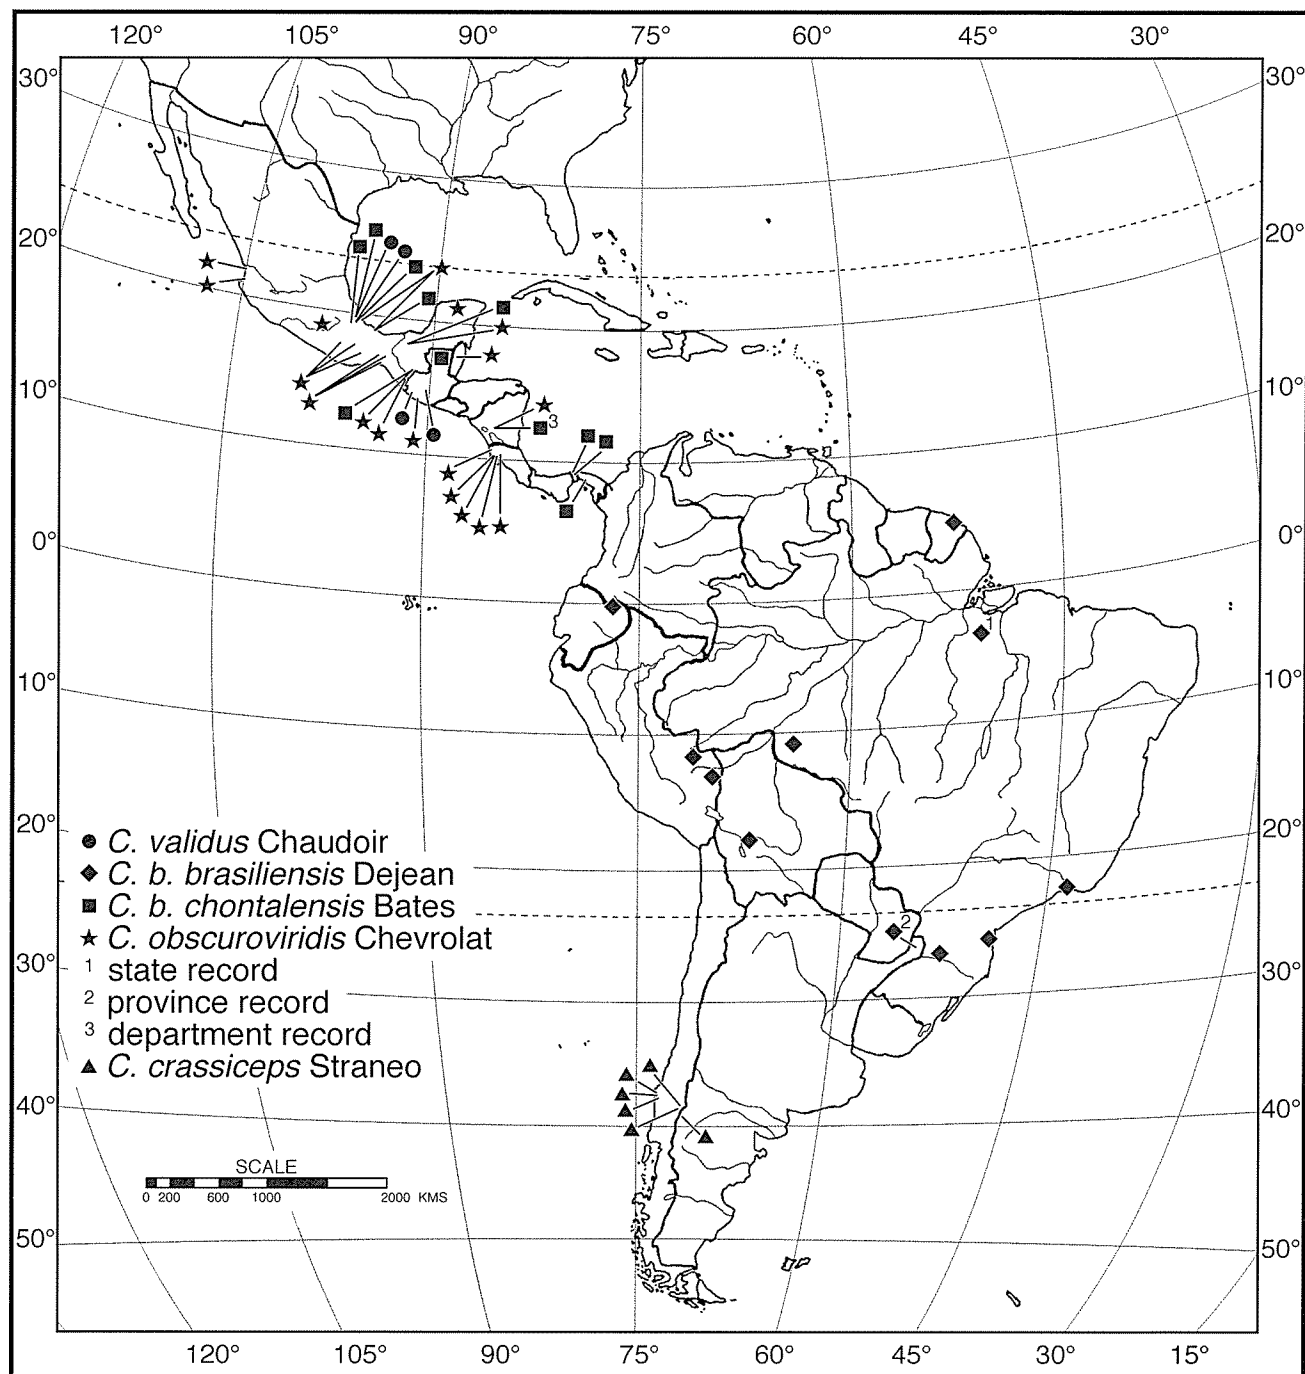 120° 105° 90° 75° 60° 45° 30°
30° 30°
20° 20°
10° 10°
3
0° 0°
1
10° 10°
20° 20°
C. validus Chaudoir
C. b. brasiliensis Dejean
C. b. chontalensis Bates
2
C. obscuroviridis Chevrolat
30° 30°
1 state record
2 province record
3 department record
C. crassiceps Straneo
40° 40°
SCALE
0 200 600 1000 2000 KMS
50° 50°
120° 105° 90° 75° 60° 45° 30° 15°